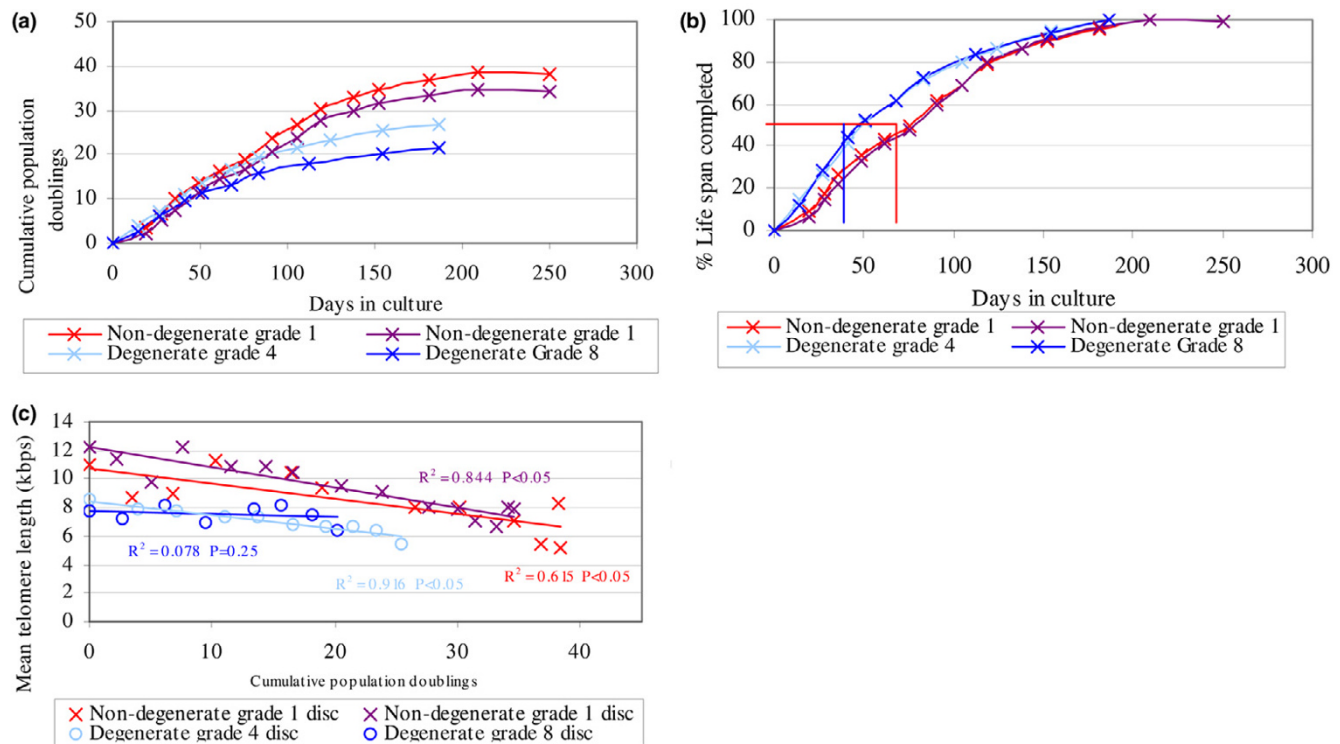 (a)
50
40
30
20
10
0
Cumulative population
doublings
0 50 100 150 200 250 300
Days in culture
Non-degenerate grade 1 Non-degenerate grade 1
Degenerate grade 4 Degenerate Grade 8
(b)
100
80
60
40
20
0
% Life span completed
0 50 100 150 200 250 300
Days in culture
Non-degenerate grade 1 Non-degenerate grade 1
Degenerate grade 4 Degenerate Grade 8
(c)
14
12
10
8
6
4
2
0
Mean telomere length (kbps)
R² = 0.844 P<0.05
R² = 0.078 P=0.25
R² = 0.615 P<0.05
R² = 0.916 P<0.05
0 10 20 30 40
Cumulative population doublings
Non-degenerate grade 1 disc Non-degenerate grade 1 disc
Degenerate grade 4 disc Degenerate grade 8 disc